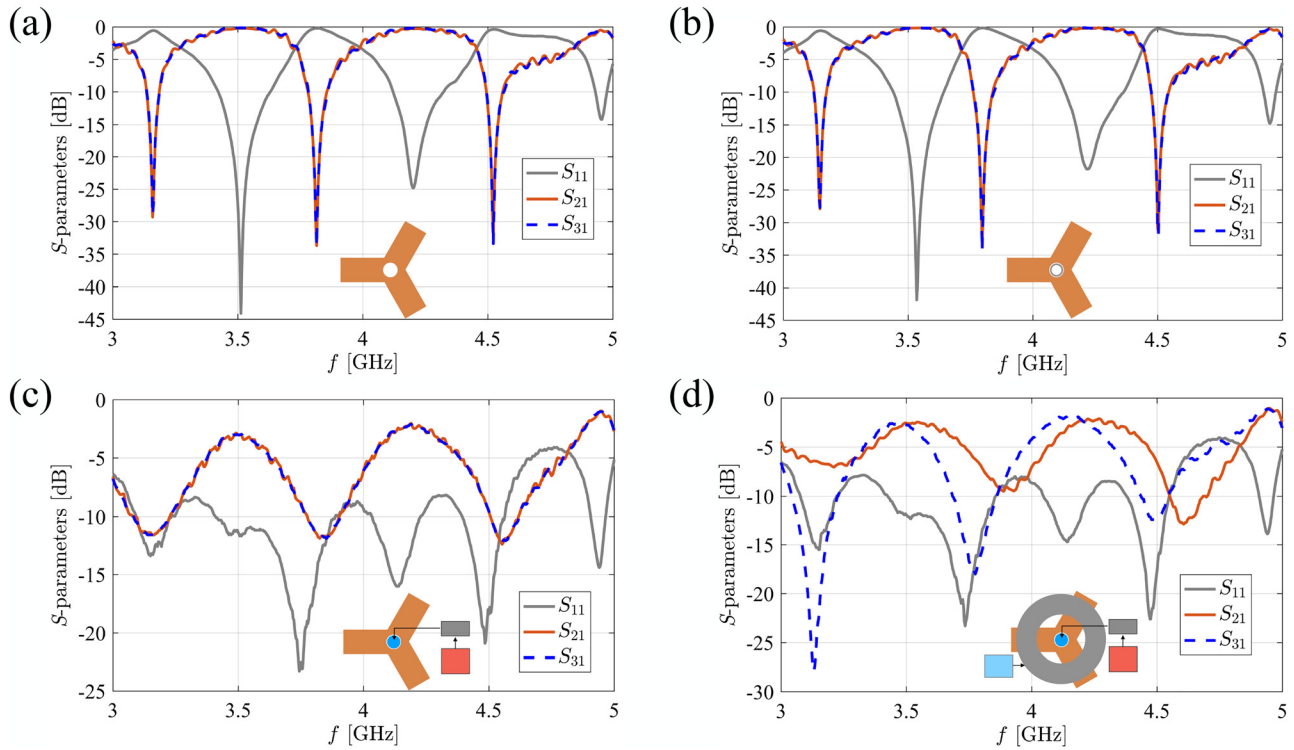 (a)
0
-5
-10
-15
-20
-25
-30
-35
-40
-45
S-parameters [dB]
S11
S21
S31
3 3.5 4 4.5 5
f [GHz]
(b)
0
-5
-10
-15
-20
-25
-30
-35
-40
-45
S-parameters [dB]
S11
S21
S31
3 3.5 4 4.5 5
f [GHz]
(c)
0
-5
-10
-15
-20
-25
S-parameters [dB]
S11
S21
S31
3 3.5 4 4.5 5
f [GHz]
(d)
0
-5
-10
-15
-20
-25
-30
S-parameters [dB]
S11
S21
S31
3 3.5 4 4.5 5
f [GHz]